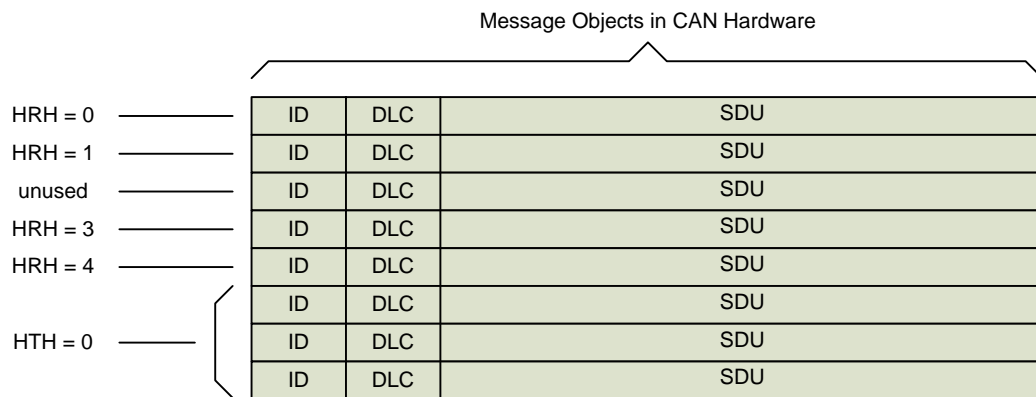 Message Objects in CAN Hardware
HRH = 0 ID DLC SDU
HRH = 1 ID DLC SDU
unused ID DLC SDU
HRH = 3 ID DLC SDU
HRH = 4 ID DLC SDU
ID DLC SDU
HTH = 0 ID DLC SDU
ID DLC SDU